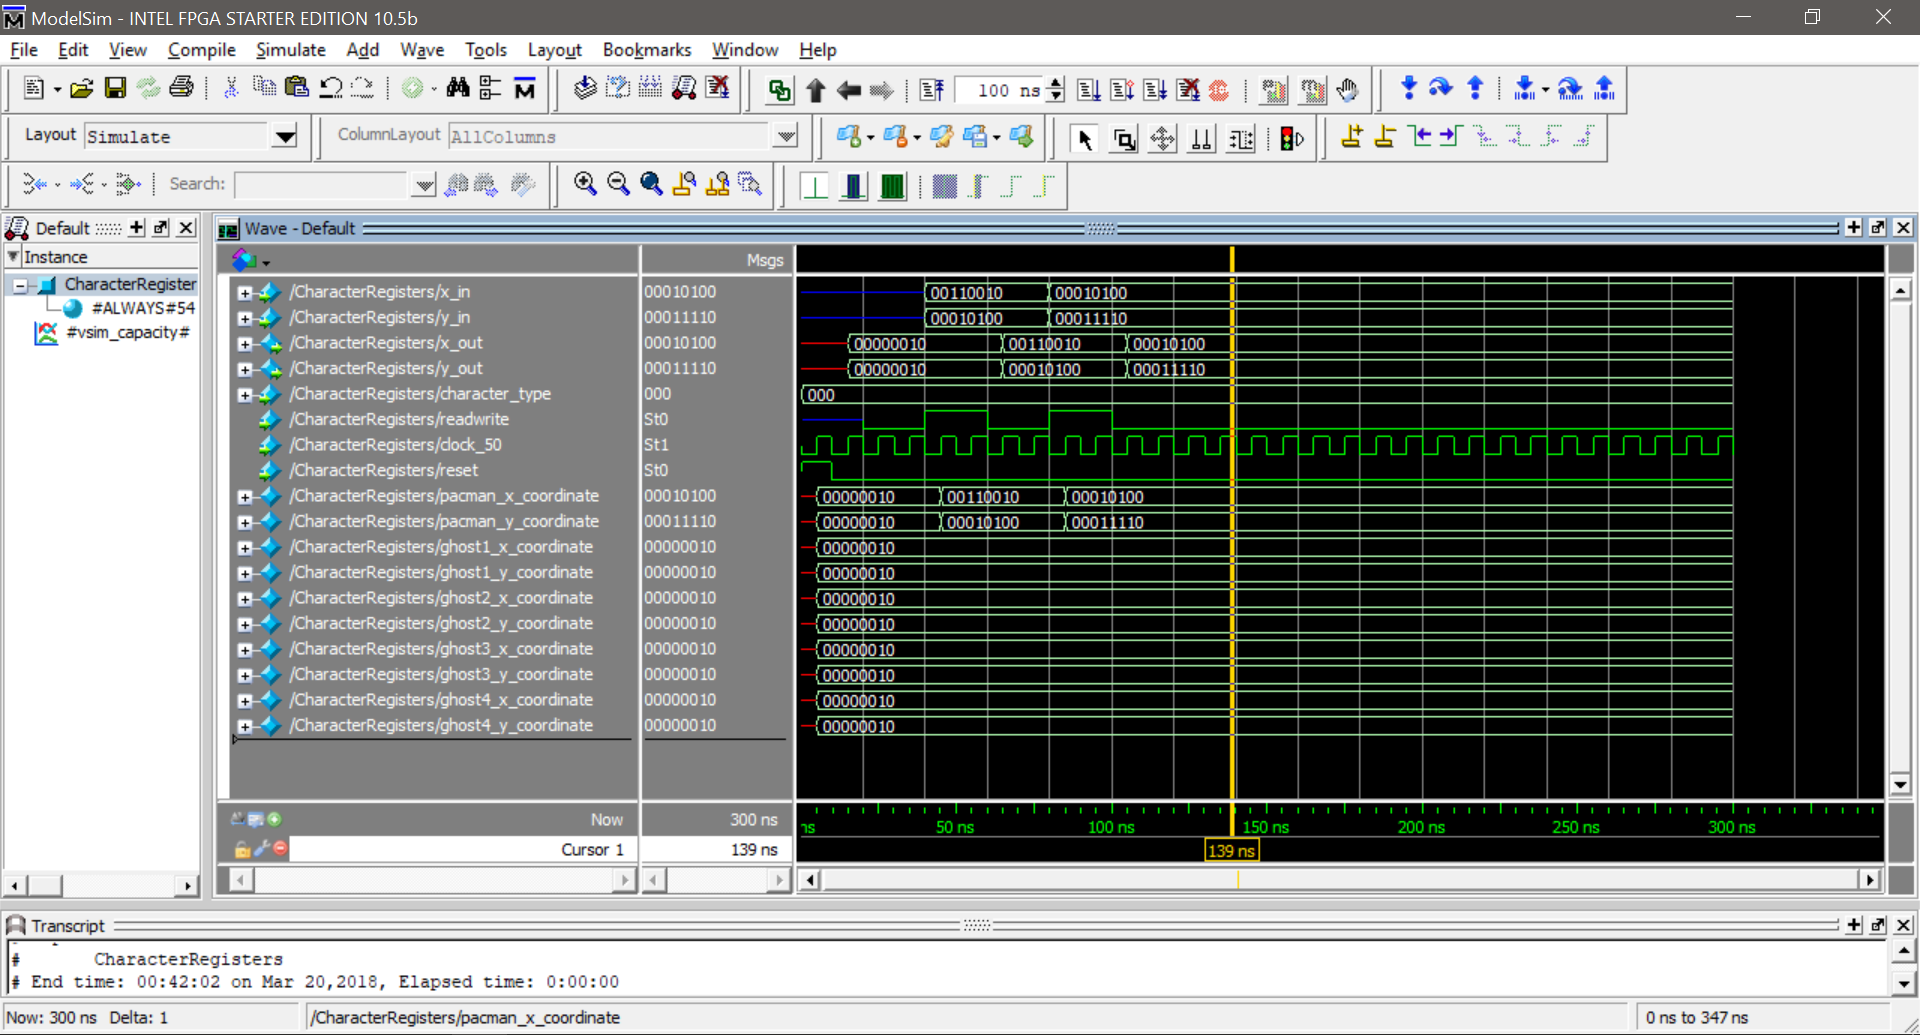 ModelSim - INTEL FPGA STARTER EDITION 10.5b
File Edit View Compile Simulate Add Wave Tools Layout Bookmarks Window Help
100 ns
Layout Simulate ColumnLayout AllColumns
Search:
Default
Wave - Default
Instance
Msgs
CharacterRegister
#ALWAYS#54
#vsim_capacity#
/CharacterRegisters/x_in 00010100 00110010 00010100
/CharacterRegisters/y_in 00011110 00010100 00011110
/CharacterRegisters/x_out 00010100 00000010 00110010 00010100
/CharacterRegisters/y_out 00011110 00000010 00010100 00011110
/CharacterRegisters/character_type 000 000
/CharacterRegisters/readwrite St0
/CharacterRegisters/clock_50 St1
/CharacterRegisters/reset St0
/CharacterRegisters/pacman_x_coordinate 00010100 00000010 00110010 00010100
/CharacterRegisters/pacman_y_coordinate 00011110 00000010 00010100 00011110
/CharacterRegisters/ghost1_x_coordinate 00000010 00000010
/CharacterRegisters/ghost1_y_coordinate 00000010 00000010
/CharacterRegisters/ghost2_x_coordinate 00000010 00000010
/CharacterRegisters/ghost2_y_coordinate 00000010 00000010
/CharacterRegisters/ghost3_x_coordinate 00000010 00000010
/CharacterRegisters/ghost3_y_coordinate 00000010 00000010
/CharacterRegisters/ghost4_x_coordinate 00000010 00000010
/CharacterRegisters/ghost4_y_coordinate 00000010 00000010
Now 300 ns ns 50 ns 100 ns 150 ns 200 ns 250 ns 300 ns
Cursor 1 139 ns 139 ns
Transcript
# CharacterRegisters
# End time: 00:42:02 on Mar 20,2018, Elapsed time: 0:00:00
Now: 300 ns Delta: 1 /CharacterRegisters/pacman_x_coordinate 0 ns to 347 ns